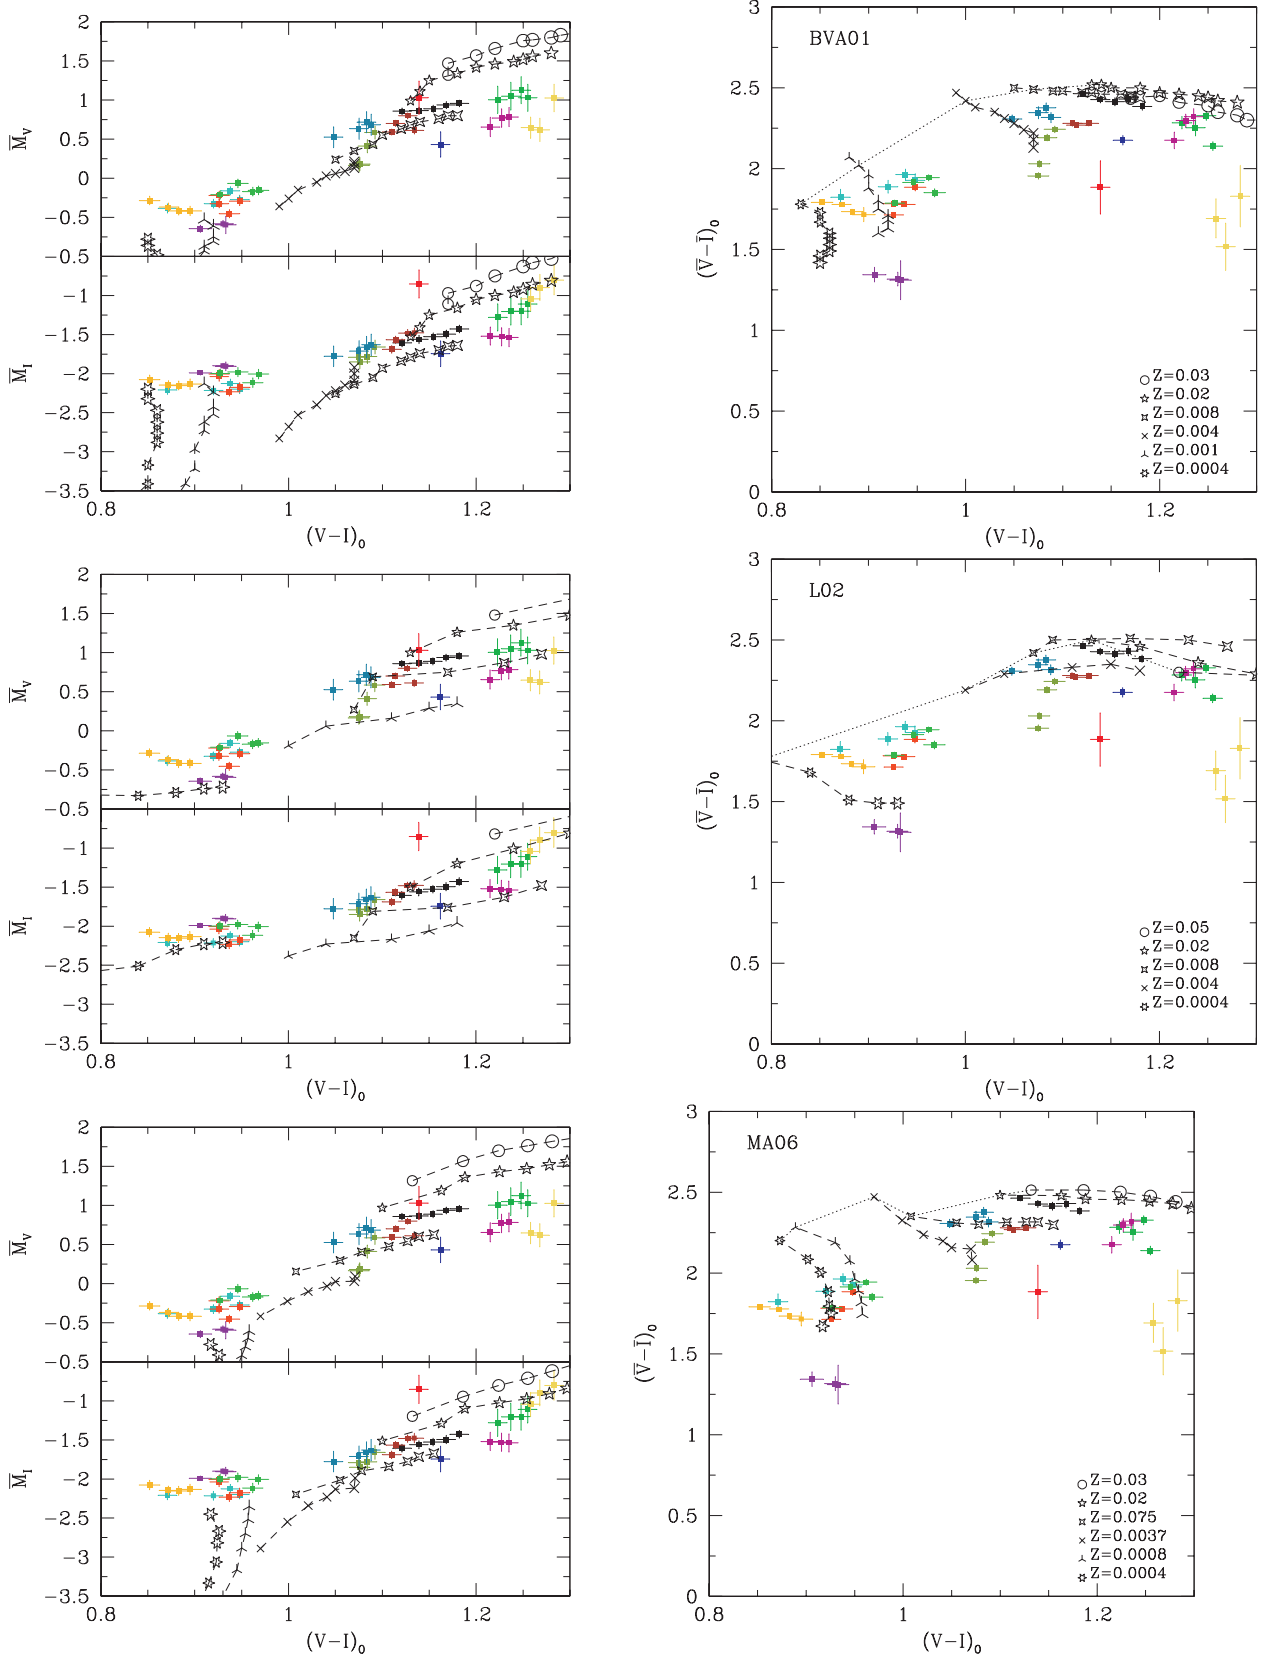 2
1.5
1
0.5
0
−0.5
M̅_V
−1
−1.5
−2
−2.5
−3
−3.5
M̅_I
0.8 1 1.2
(V−I)₀
BVA01
3
2.5
2
1.5
1
0.5
0
(V̅−I̅)₀
Z=0.03
Z=0.02
Z=0.008
Z=0.004
Z=0.001
Z=0.0004
0.8 1 1.2
(V−I)₀
2
1.5
1
0.5
0
−0.5
M̅_V
−1
−1.5
−2
−2.5
−3
−3.5
M̅_I
0.8 1 1.2
(V−I)₀
L02
3
2.5
2
1.5
1
0.5
0
(V̅−I̅)₀
Z=0.05
Z=0.02
Z=0.008
Z=0.004
Z=0.0004
0.8 1 1.2
(V−I)₀
2
1.5
1
0.5
0
−0.5
M̅_V
−1
−1.5
−2
−2.5
−3
−3.5
M̅_I
0.8 1 1.2
(V−I)₀
MA06
3
2.5
2
1.5
1
0.5
0
(V̅−I)₀
Z=0.03
Z=0.02
Z=0.075
Z=0.0037
Z=0.0008
Z=0.0004
0.8 1 1.2
(V−I)₀